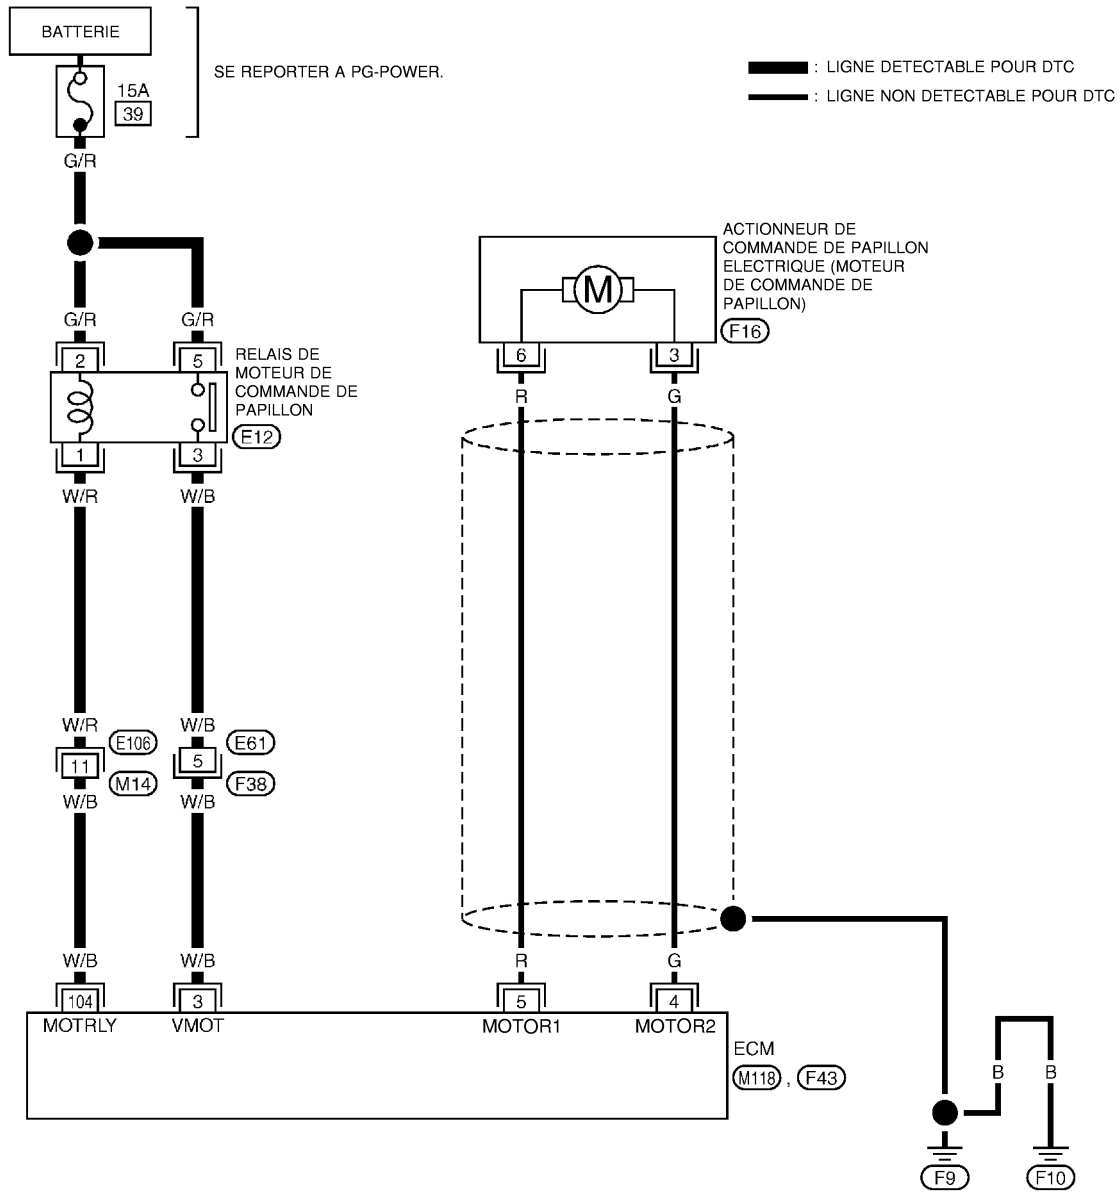 BATTERIE
15A
39
SE REPORTER A PG-POWER.
: LIGNE DETECTABLE POUR DTC
: LIGNE NON DETECTABLE POUR DTC
G/R
G/R
G/R
2
5
RELAIS DE
MOTEUR DE
COMMANDE DE
PAPILLON
E12
1
3
W/R
W/B
ACTIONNEUR DE
COMMANDE DE PAPILLON
ELECTRIQUE (MOTEUR
DE COMMANDE DE
PAPILLON)
F16
M
6
3
R
G
W/R
W/B
E106
E61
11
5
M14
F38
W/B
W/B
W/B
W/B
R
G
104
3
5
4
MOTRLY
VMOT
MOTOR1
MOTOR2
ECM
M118 , F43
B
B
F9
F10